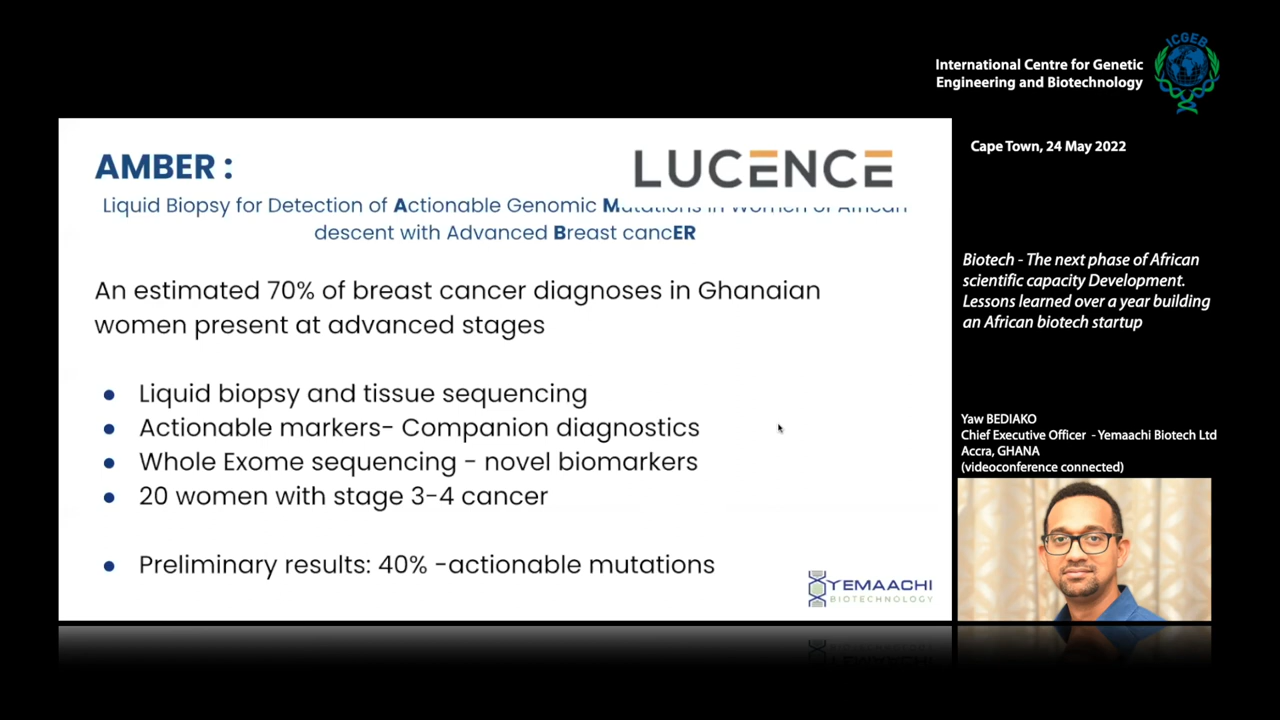 ICGEB
International Centre for Genetic
Engineering and Biotechnology
Cape Town, 24 May 2022
AMBER :
LUCENCE
Liquid Biopsy for Detection of Actionable Genomic Mutations in Women of African
descent with Advanced Breast cancER
An estimated 70% of breast cancer diagnoses in Ghanaian
women present at advanced stages
● Liquid biopsy and tissue sequencing
● Actionable markers- Companion diagnostics
● Whole Exome sequencing - novel biomarkers
● 20 women with stage 3-4 cancer
● Preliminary results: 40% -actionable mutations
YEMAACHI
BIOTECHNOLOGY
Biotech - The next phase of African
scientific capacity Development.
Lessons learned over a year building
an African biotech startup
Yaw BEDIAKO
Chief Executive Officer - Yemaachi Biotech Ltd
Accra, GHANA
(videoconference connected)